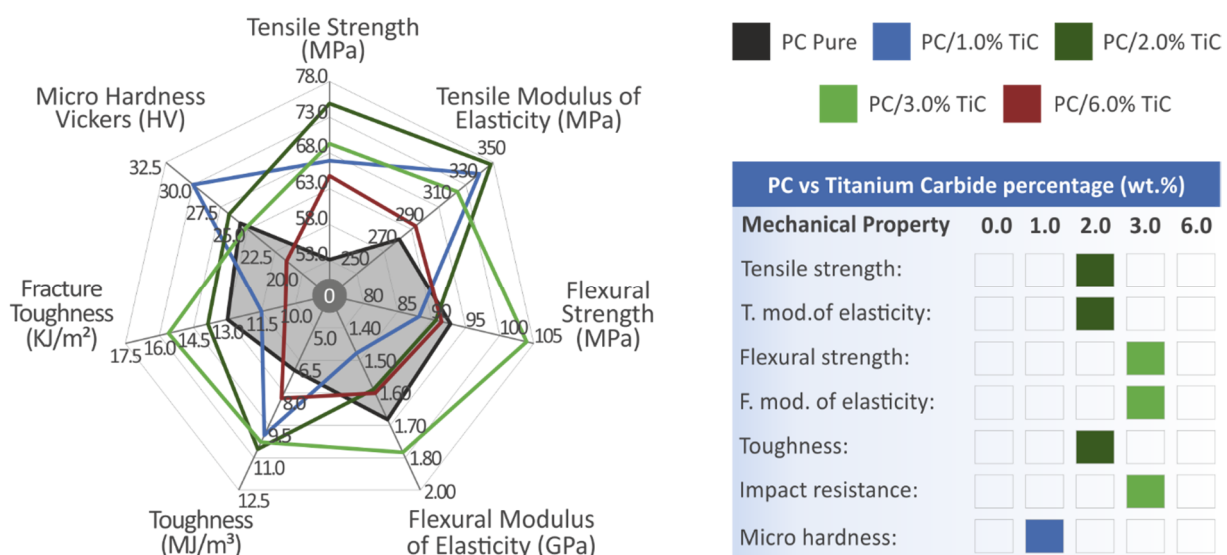 Tensile Strength
(MPa)
78.0
73.0
68.0
63.0
58.0
53.0
Tensile Modulus of
Elasticity (MPa)
350
330
310
290
270
250
Flexural
Strength
(MPa)
80
85
90
95
100
105
Flexural Modulus
of Elasticity (GPa)
1.40
1.50
1.60
1.70
1.80
2.00
Toughness
(MJ/m³)
5.0
6.5
8.0
9.5
11.0
12.5
Fracture
Toughness
(KJ/m²)
10.0
11.5
13.0
14.5
16.0
17.5
Micro Hardness
Vickers (HV)
20.0
22.5
25.0
27.5
30.0
32.5
0
PC Pure
PC/1.0% TiC
PC/2.0% TiC
PC/3.0% TiC
PC/6.0% TiC
PC vs Titanium Carbide percentage (wt.%)
Mechanical Property 0.0 1.0 2.0 3.0 6.0
Tensile strength:
T. mod.of elasticity:
Flexural strength:
F. mod. of elasticity:
Toughness:
Impact resistance:
Micro hardness: